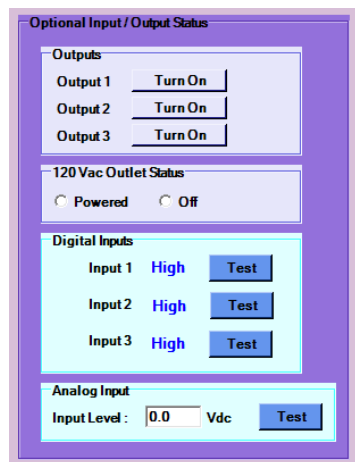 Optional Input / Output Status
Outputs
Output 1 Turn On
Output 2 Turn On
Output 3 Turn On
120 Vac Outlet Status
Powered Off
Digital Inputs
Input 1 High Test
Input 2 High Test
Input 3 High Test
Analog Input
Input Level : 0.0 Vdc Test